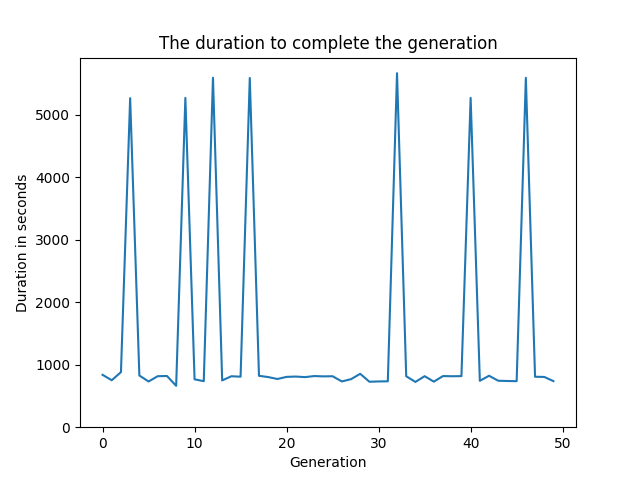 The duration to complete the generation
5000
4000
3000
2000
1000
0
Duration in seconds
0 10 20 30 40 50
Generation